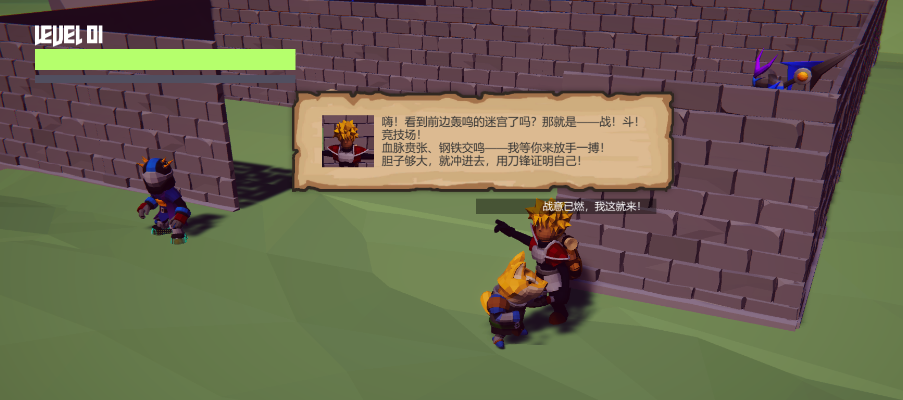 LEVEL 01
嗨！看到前边轰鸣的迷宫了吗？那就是——战！斗！
竞技场！
血脉贲张、钢铁交鸣——我等你来放手一搏！
胆子够大，就冲进去，用刀锋证明自己！
战意已燃，我这就来！